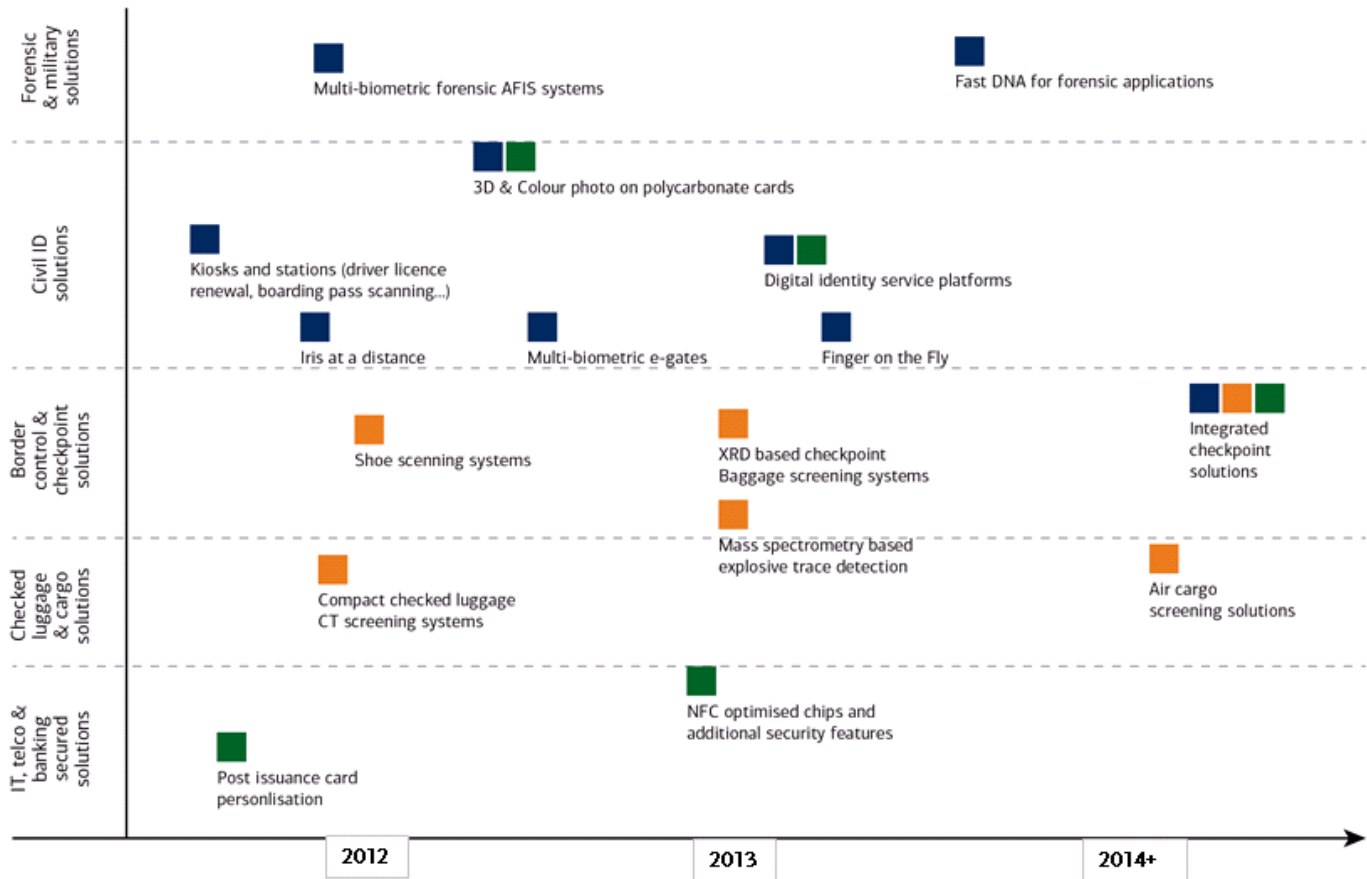 Forensic
& military
solutions
Multi-biometric forensic AFIS systems
Fast DNA for forensic applications
Civil ID
solutions
3D & Colour photo on polycarbonate cards
Kiosks and stations (driver licence
renewal, boarding pass scanning...)
Digital identity service platforms
Iris at a distance
Multi-biometric e-gates
Finger on the Fly
Border
control &
checkpoint
solutions
Shoe scenning systems
XRD based checkpoint
Baggage screening systems
Integrated
checkpoint
solutions
Mass spectrometry based
explosive trace detection
Checked
luggage
& cargo
solutions
Compact checked luggage
CT screening systems
Air cargo
screening solutions
IT, telco &
banking
secured
solutions
NFC optimised chips and
additional security features
Post issuance card
personlisation
2012
2013
2014+